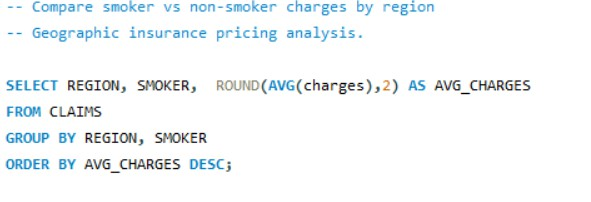 -- Compare smoker vs non-smoker charges by region
-- Geographic insurance pricing analysis.
SELECT REGION, SMOKER,  ROUND(AVG(charges),2) AS AVG_CHARGES
FROM CLAIMS
GROUP BY REGION, SMOKER
ORDER BY AVG_CHARGES DESC;